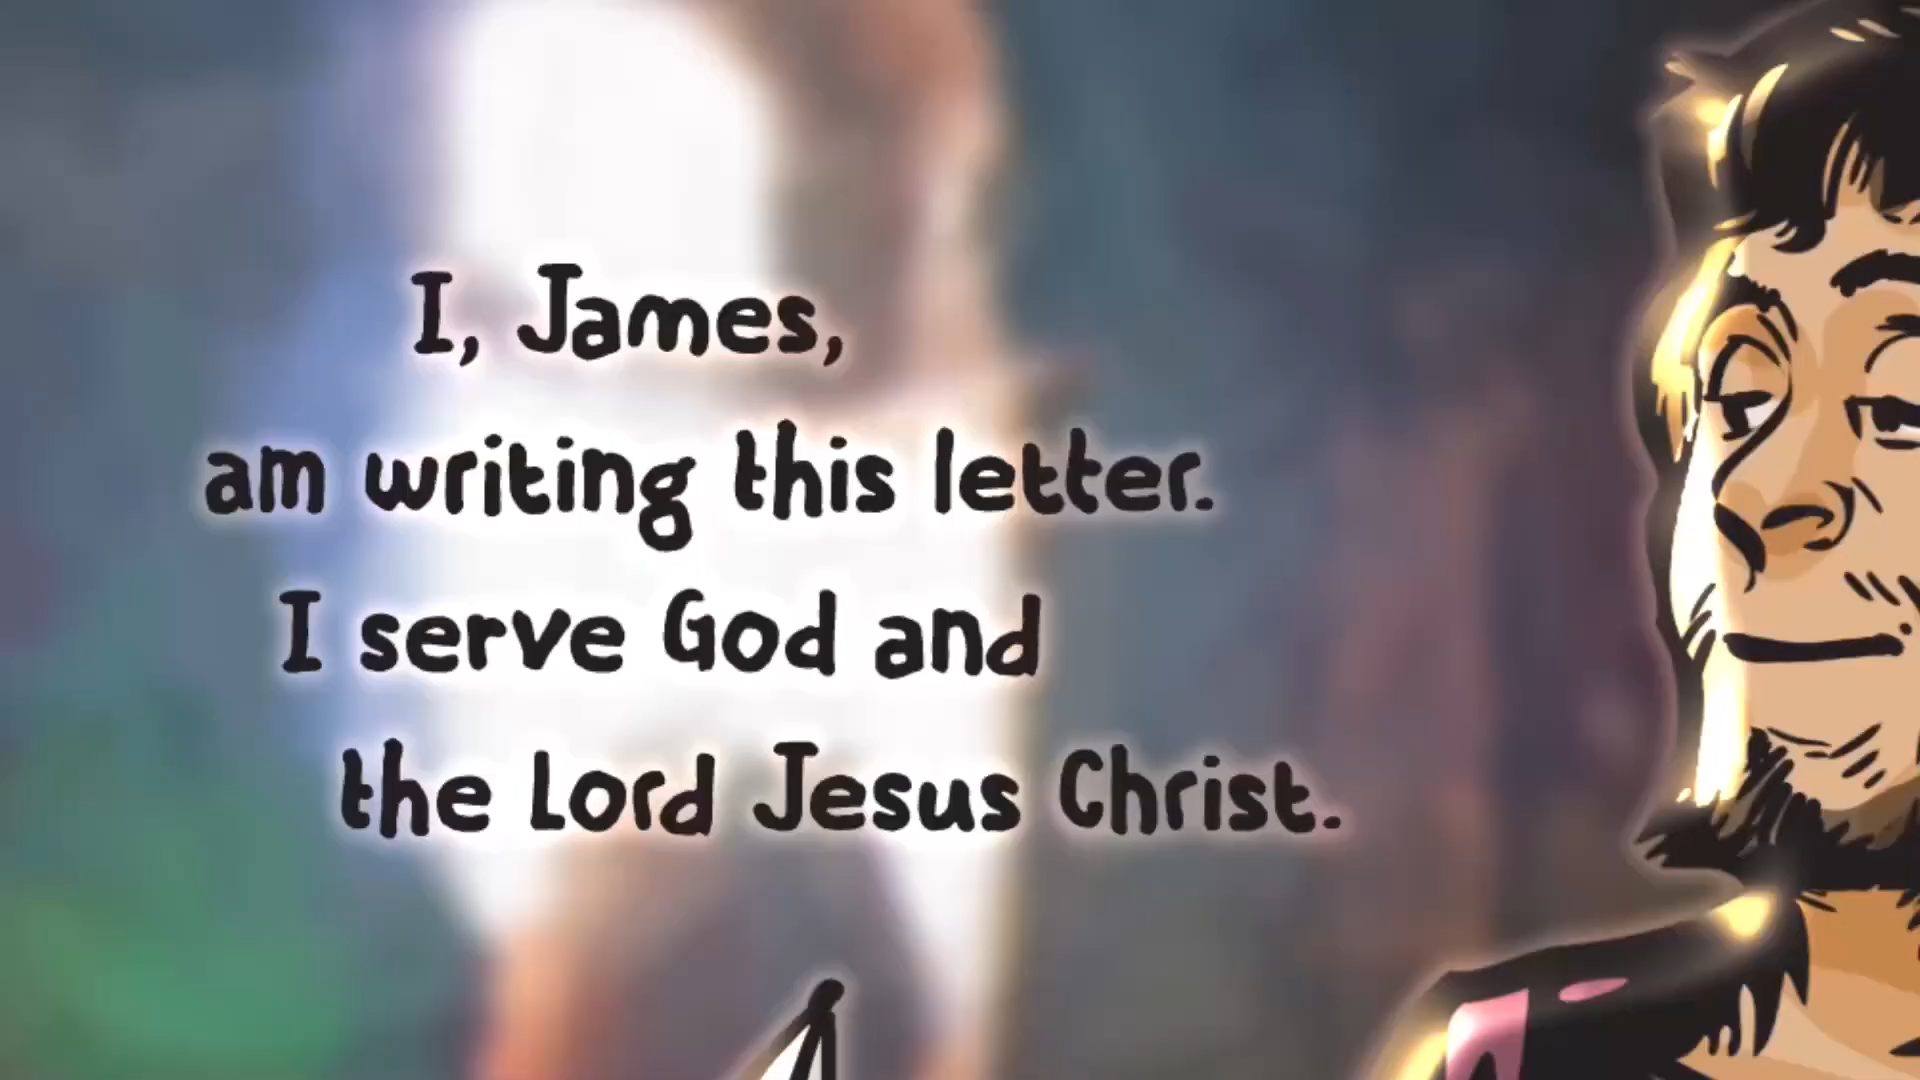 I, James,
am writing this letter.
I serve God and
the Lord Jesus Christ.